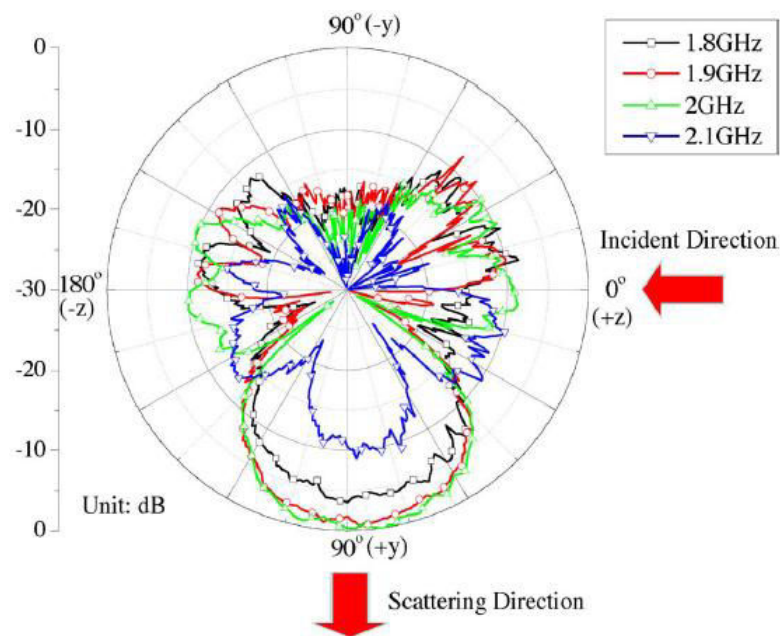 90°(-y)
0
-10
-20
-30
-20
-10
0
1.8GHz
1.9GHz
2GHz
2.1GHz
Incident Direction
180°
(-z)
0°
(+z)
Unit: dB
90°(+y)
Scattering Direction